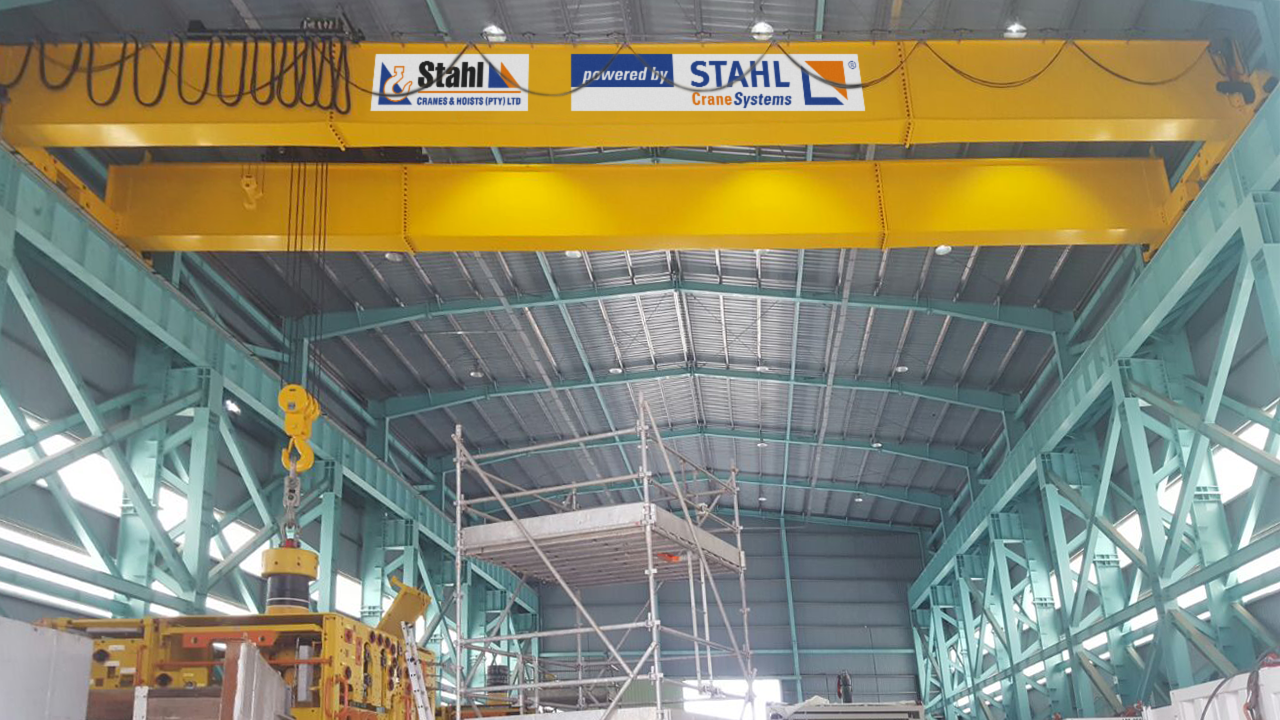 Stahl
CRANES & HOISTS (PTY) LTD
powered by STAHL
CraneSystems ®